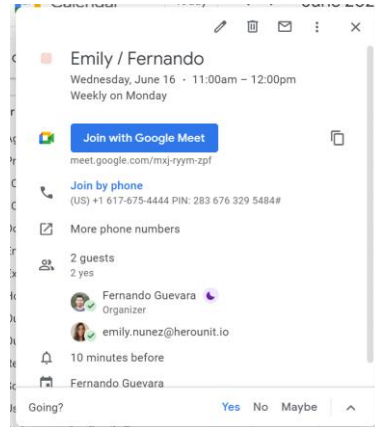 Calendar
June 202
Emily / Fernando
Wednesday, June 16 · 11:00am – 12:00pm
Weekly on Monday
Join with Google Meet
meet.google.com/mxj-ryym-zpf
Join by phone
(US) +1 617-675-4444 PIN: 283 676 329 5484#
More phone numbers
2 guests
2 yes
Fernando Guevara
Organizer
emily.nunez@herounit.io
10 minutes before
Fernando Guevara
Going?
Yes No Maybe